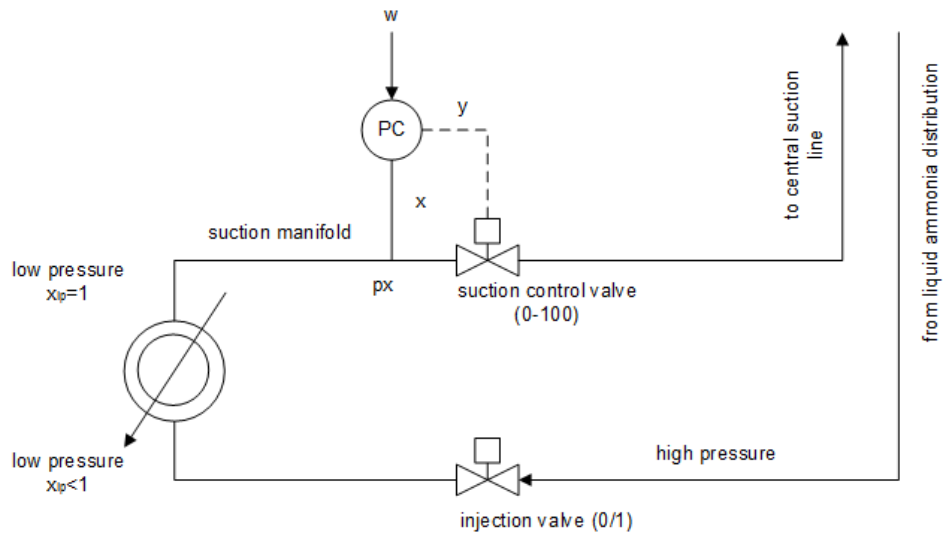 w
PC
y
x
suction manifold
px
suction control valve
(0-100)
to central suction
line
from liquid ammonia distribution
low pressure
xlp=1
low pressure
xlp<1
high pressure
injection valve (0/1)